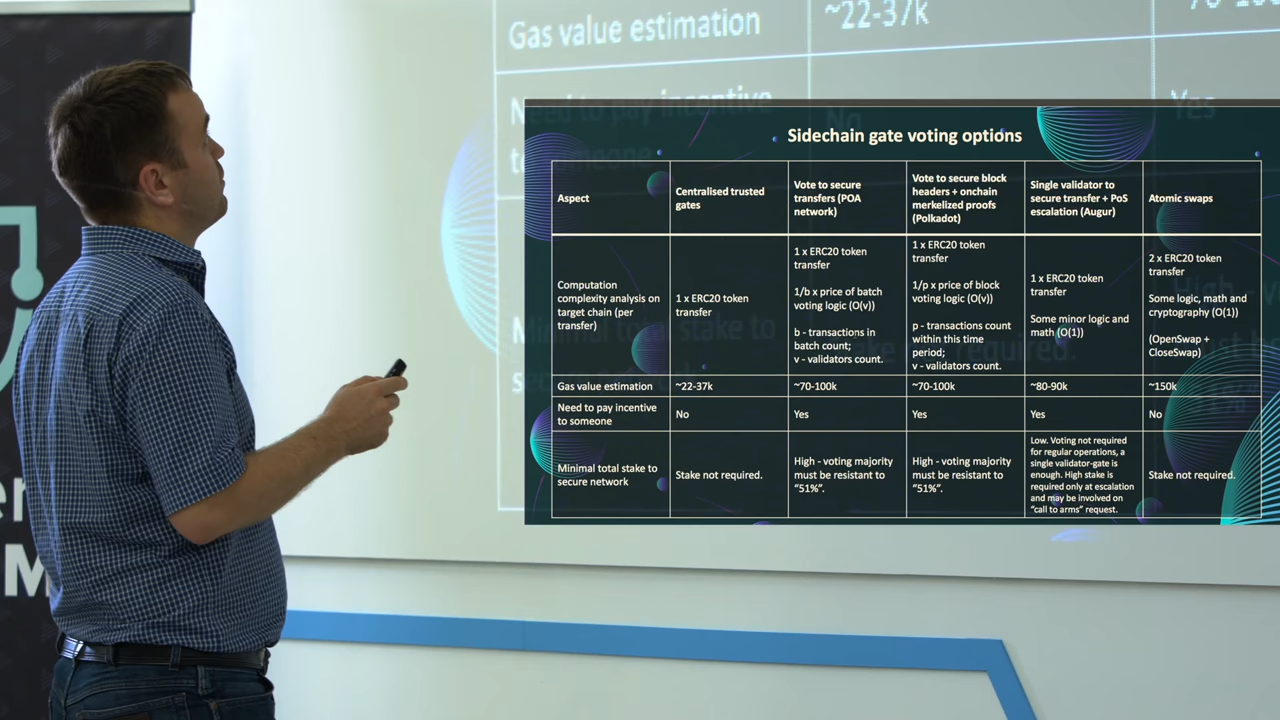 Gas value estimation
~22-37k
Need to pay incentive
No
Yes
Sidechain gate voting options
Aspect
Centralised trusted
gates
Vote to secure
transfers (POA
network)
Vote to secure block
headers + onchain
merkelized proofs
(Polkadot)
Single validator to
secure transfer + PoS
escalation (Augur)
Atomic swaps
Computation
complexity analysis on
target chain (per
transfer)
1 x ERC20 token
transfer
1 x ERC20 token
transfer
1/b x price of batch
voting logic (O(v))
b - transactions in
batch count;
v - validators count.
1 x ERC20 token
transfer
1/p x price of block
voting logic (O(v))
p - transactions count
within this time
period;
v - validators count.
1 x ERC20 token
transfer
Some minor logic and
math (O(1))
2 x ERC20 token
transfer
Some logic, math and
cryptography (O(1))
(OpenSwap +
CloseSwap)
Gas value estimation
~22-37k
~70-100k
~70-100k
~80-90k
~150k
Need to pay incentive
to someone
No
Yes
Yes
Yes
No
Minimal total stake to
secure network
Stake not required.
High - voting majority
must be resistant to
“51%”.
High - voting majority
must be resistant to
“51%”.
Low. Voting not required
for regular operations, a
single validator-gate is
enough. High stake is
required only at escalation
and may be involved on
“call to arms” request.
Stake not required.